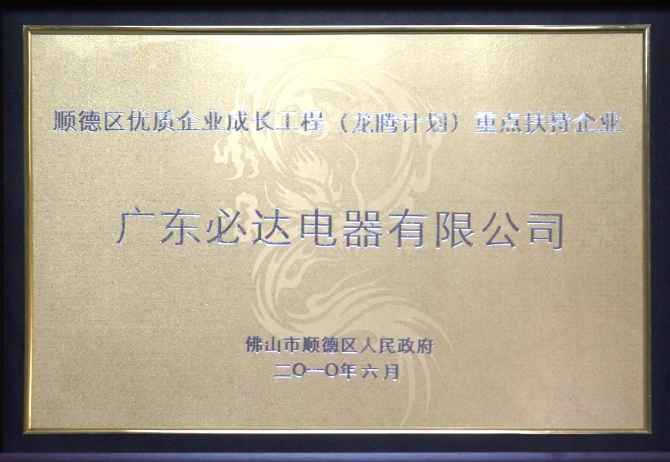 顺德区优质企业成长工程（龙腾计划）重点扶持企业
广东必达电器有限公司
佛山市顺德区人民政府
二〇一〇年六月